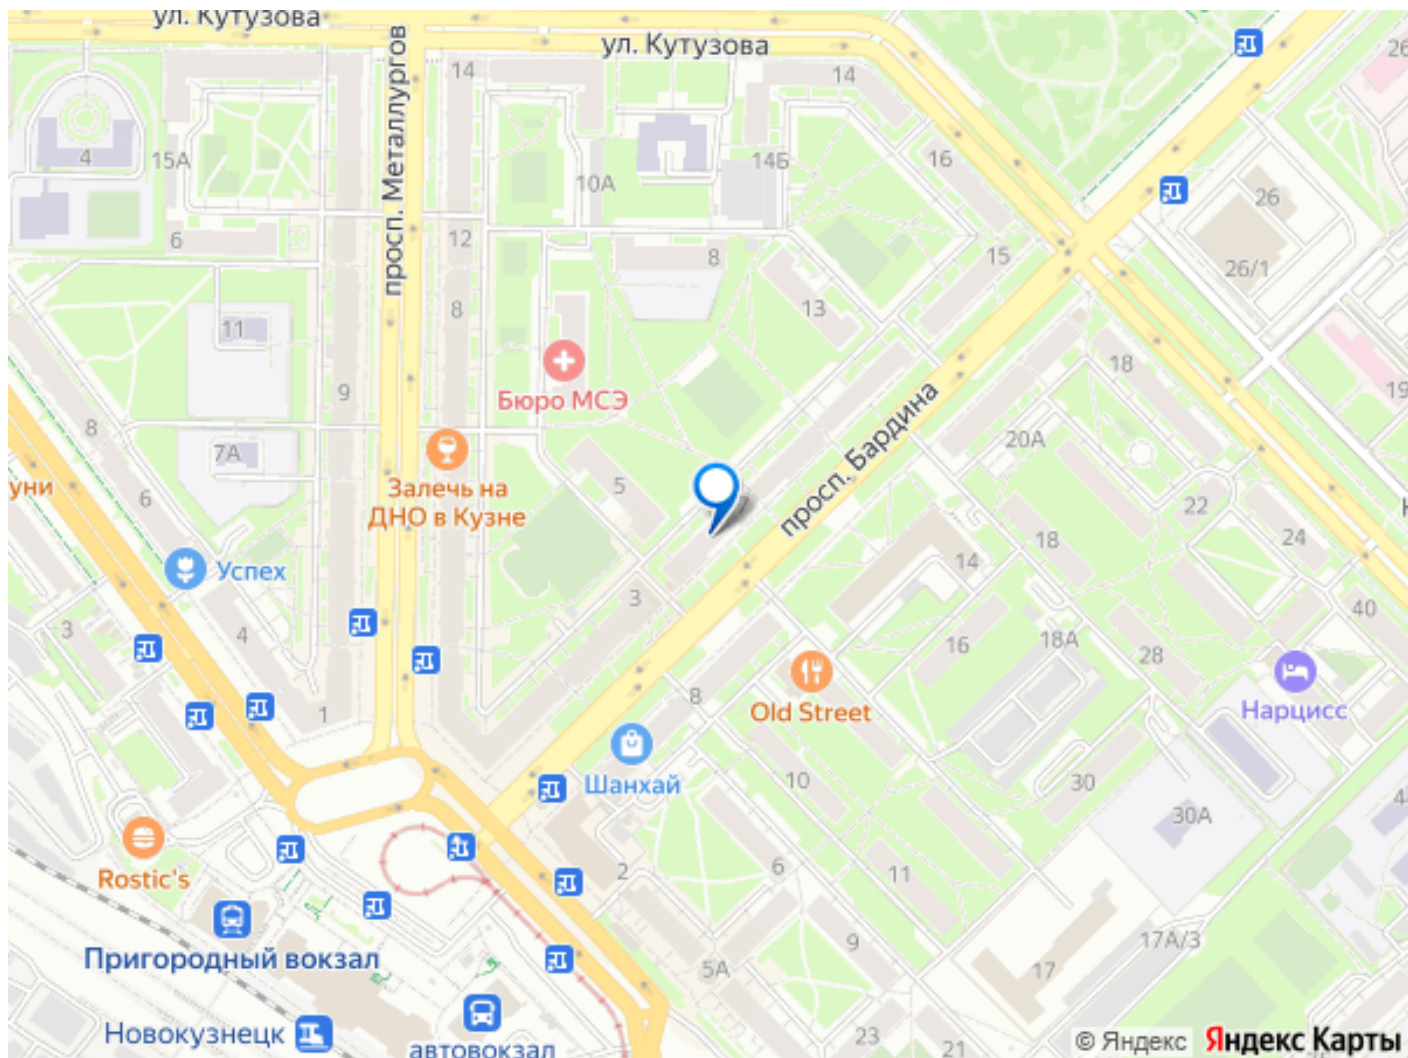 ул. Кутузова
ул. Кутузова
просп. Металлургов
14
14
4
15А
10А
14Б
16
26
26
6
12
8
15
26/1
11
8
13
18
19
9
Бюро МСЭ
просп. Бардина
20А
8
7А
Залечь на
ДНО в Кузне
5
22
уни
6
18
24
Успех
14
3
40
3
4
16
18А
28
8
Old Street
Нарцисс
1
Шанхай
10
30
30А
Rostic's
2
6
11
Пригородный вокзал
9
17А/3
5А
17
Новокузнецк
автовокзал
23
21
© Яндекс
Яндекс Карты